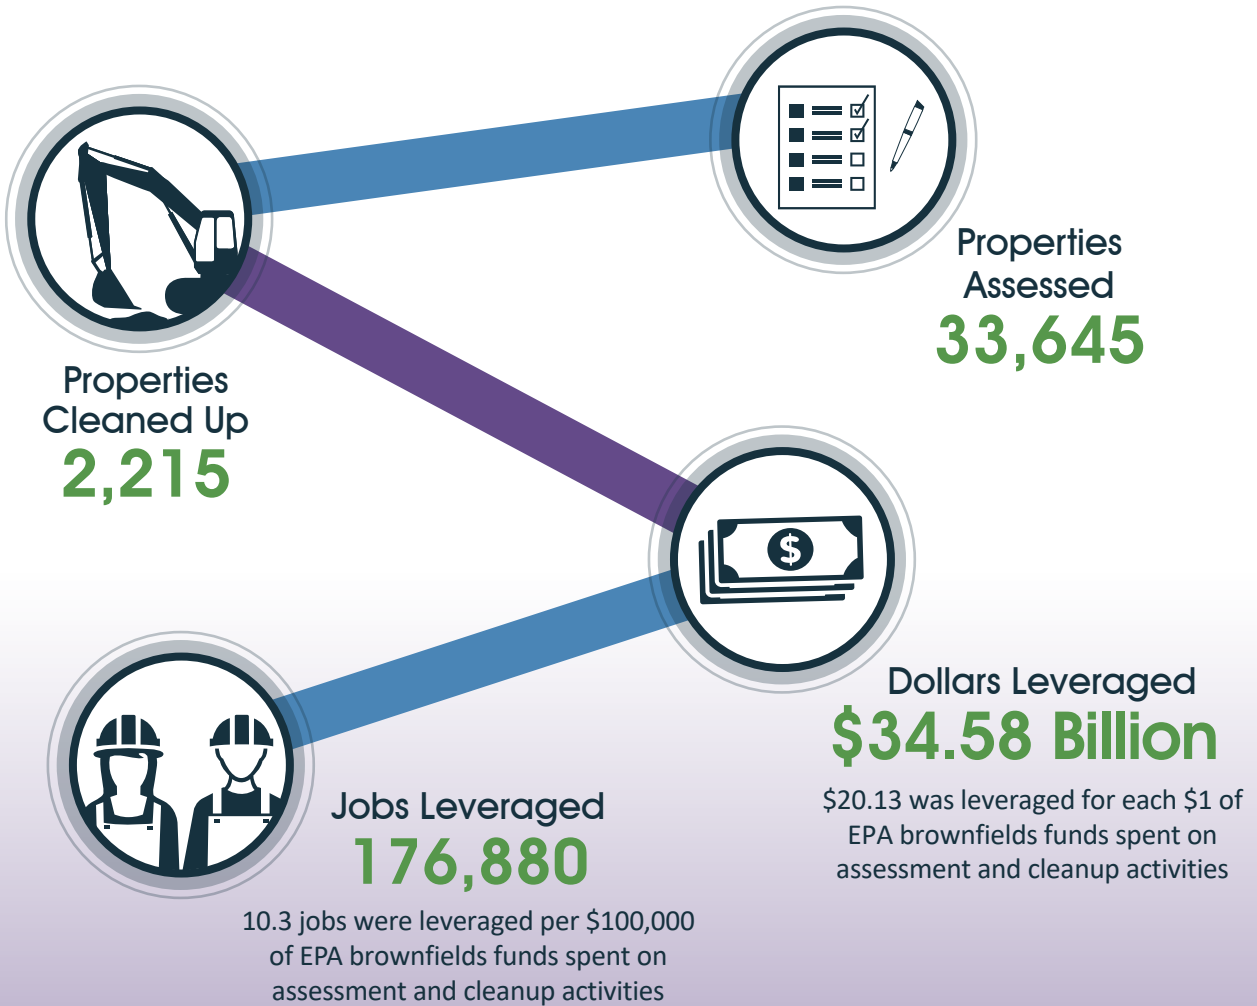 Properties
Assessed
33,645
Properties
Cleaned Up
2,215
$
Dollars Leveraged
$34.58 Billion
$20.13 was leveraged for each $1 of
EPA brownfields funds spent on
assessment and cleanup activities
Jobs Leveraged
176,880
10.3 jobs were leveraged per $100,000
of EPA brownfields funds spent on
assessment and cleanup activities